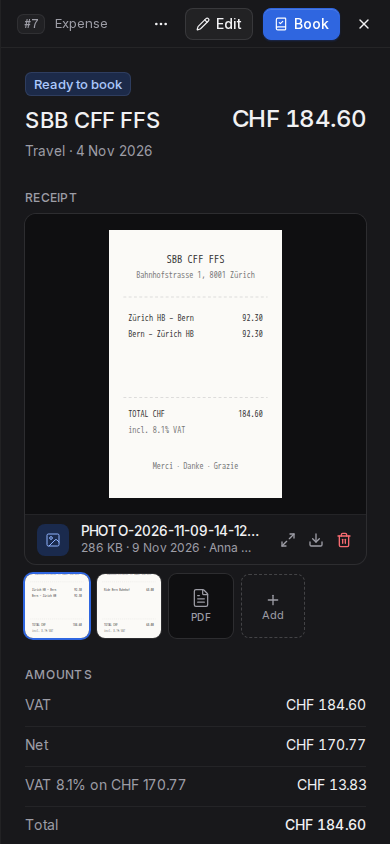 #7 Expense
Edit
Book
Ready to book
SBB CFF FFS CHF 184.60
Travel · 4 Nov 2026
RECEIPT
SBB CFF FFS
Bahnhofstrasse 1, 8001 Zürich
Zürich HB – Bern 92.30
Bern – Zürich HB 92.30
TOTAL CHF 184.60
incl. 8.1% VAT
Merci · Danke · Grazie
PHOTO-2026-11-09-14-12...
286 KB · 9 Nov 2026 · Anna ...
PDF
Add
AMOUNTS
VAT CHF 184.60
Net CHF 170.77
VAT 8.1% on CHF 170.77 CHF 13.83
Total CHF 184.60